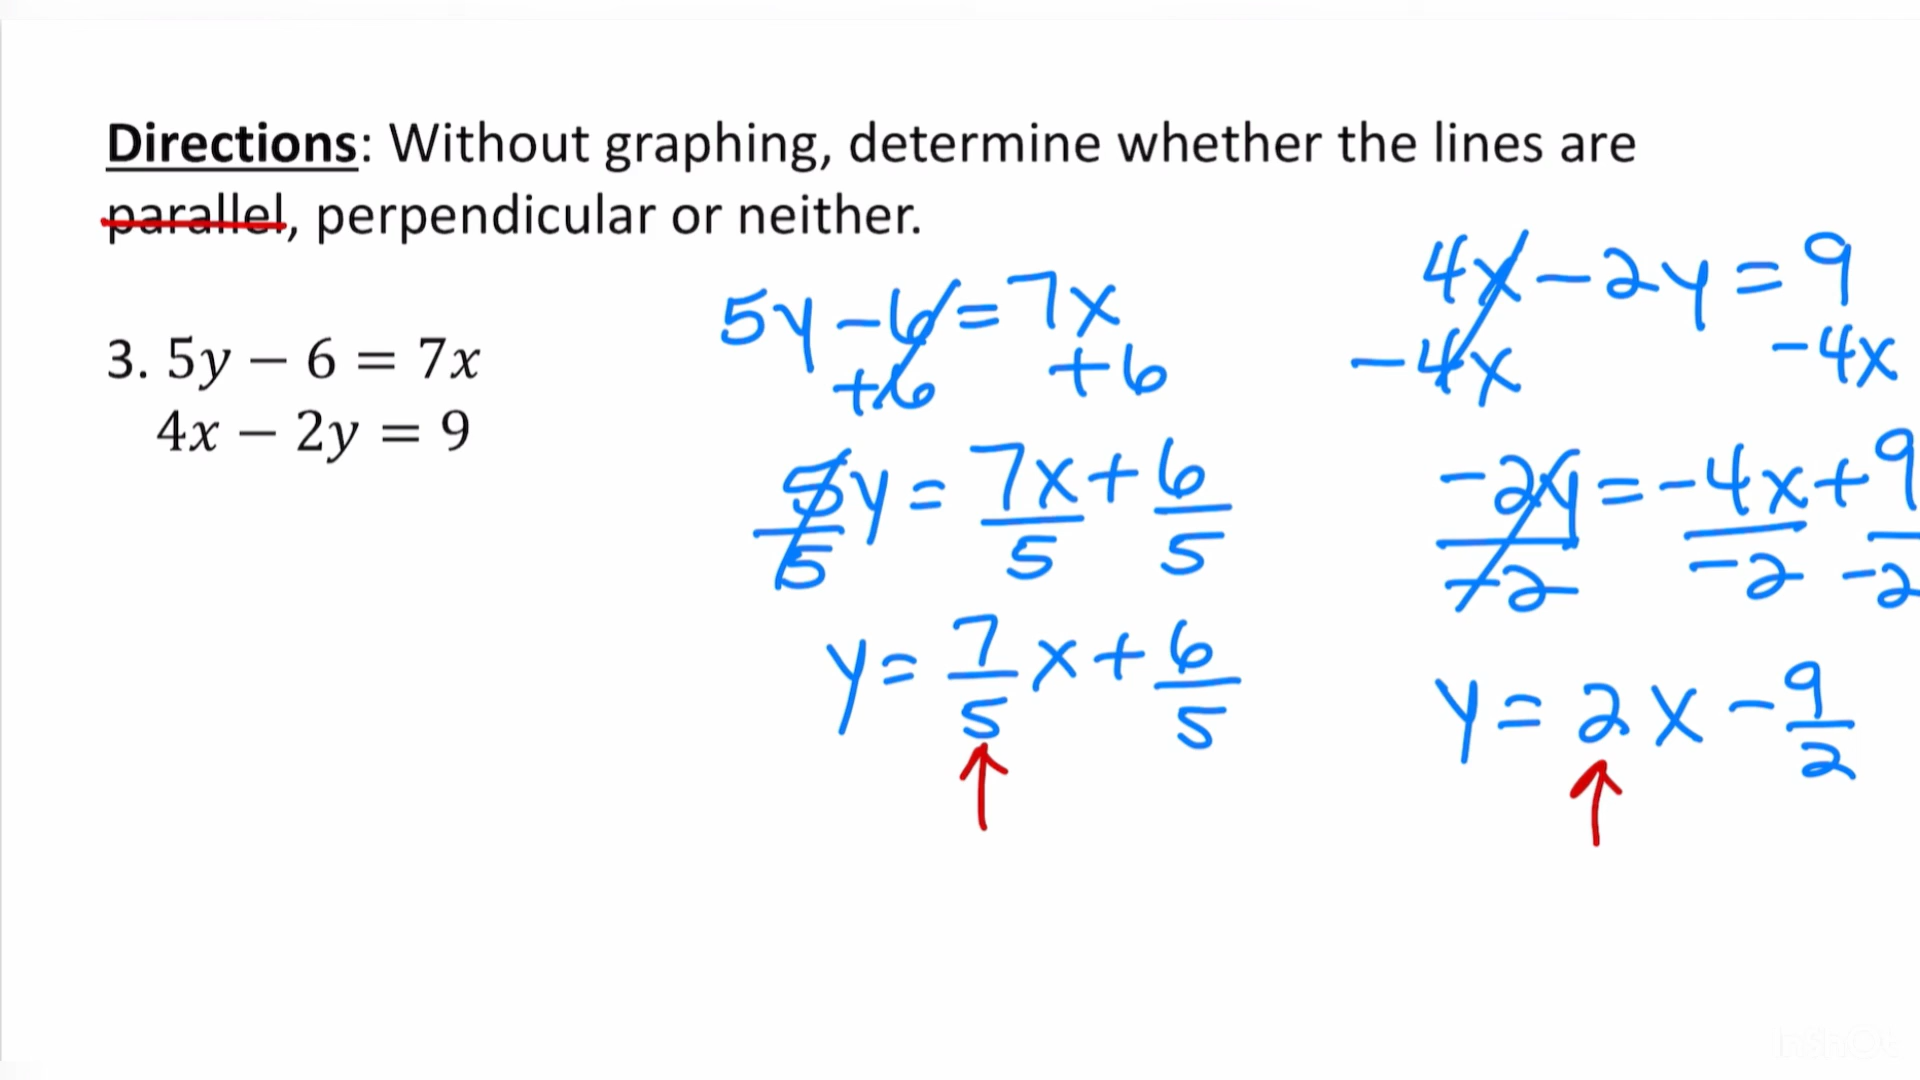 Directions: Without graphing, determine whether the lines are
parallel, perpendicular or neither.
3. 5y − 6 = 7x
4x − 2y = 9
5y − 6 = 7x
+6 +6
5y/5 = 7x/5 + 6/5
y = 7/5 x + 6/5
4x − 2y = 9
−4x −4x
−2y/−2 = −4x/−2 + 9/−2
y = 2x − 9/2
InShOt